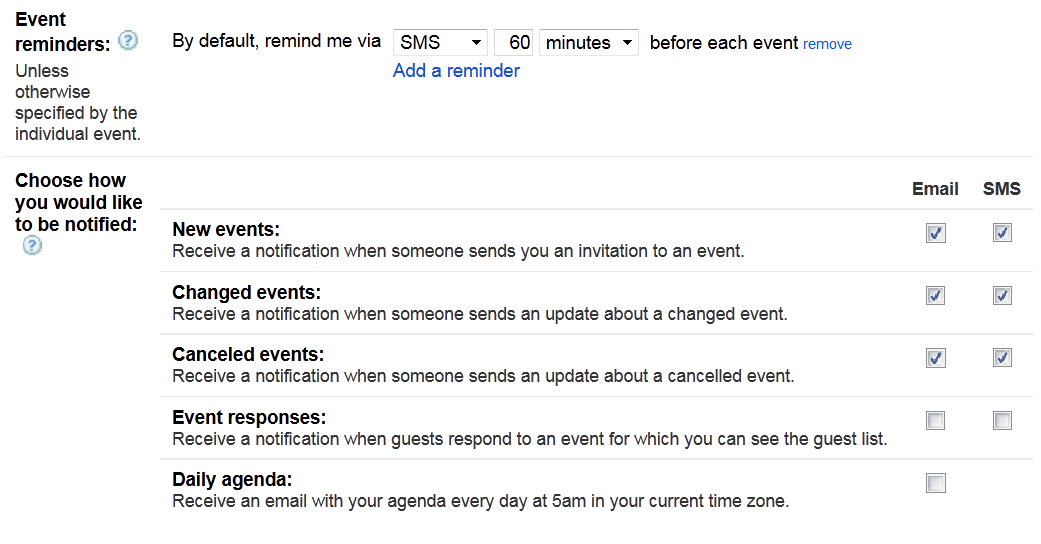 Event
reminders:
By default, remind me via SMS 60 minutes before each event remove
Add a reminder
Unless
otherwise
specified by the
individual event.
Choose how
you would like
to be notified:
Email SMS
New events:
Receive a notification when someone sends you an invitation to an event.
Changed events:
Receive a notification when someone sends an update about a changed event.
Canceled events:
Receive a notification when someone sends an update about a cancelled event.
Event responses:
Receive a notification when guests respond to an event for which you can see the guest list.
Daily agenda:
Receive an email with your agenda every day at 5am in your current time zone.